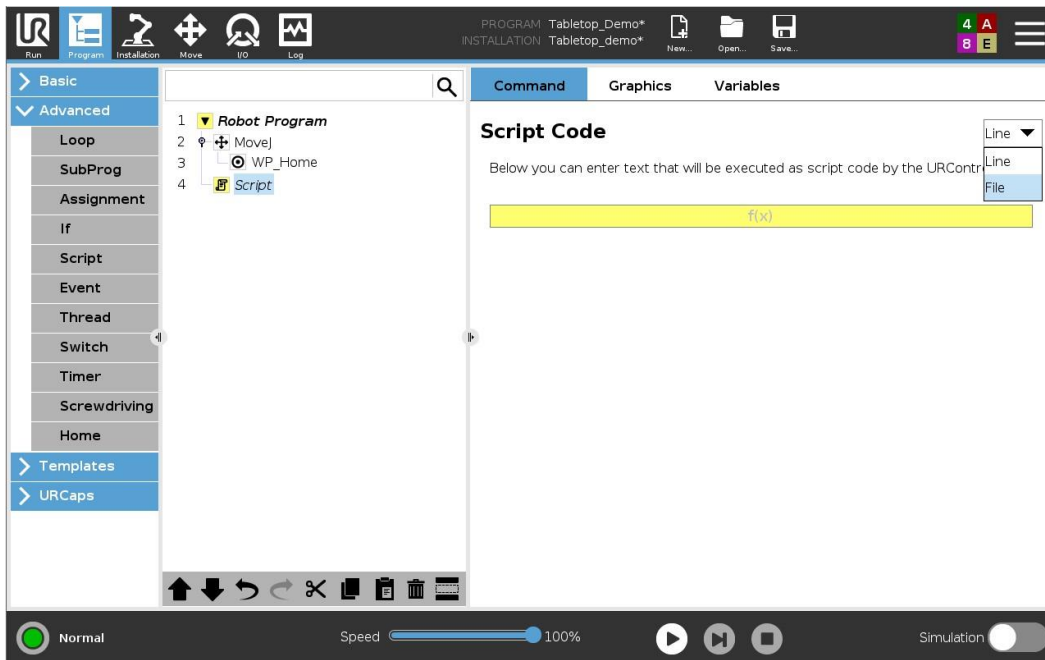 UR
PROGRAM Tabletop_Demo*
INSTALLATION Tabletop_demo*
4 A
8 E
Run Program Installation Move I/O Log New... Open... Save...
Basic
Advanced
Loop
SubProg
Assignment
If
Script
Event
Thread
Switch
Timer
Screwdriving
Home
Templates
URCaps
1 Robot Program
2 MoveJ
3 WP_Home
4 Script
Command Graphics Variables
Script Code
Line
Line
File
Below you can enter text that will be executed as script code by the URContr
f(x)
Normal Speed 100% Simulation